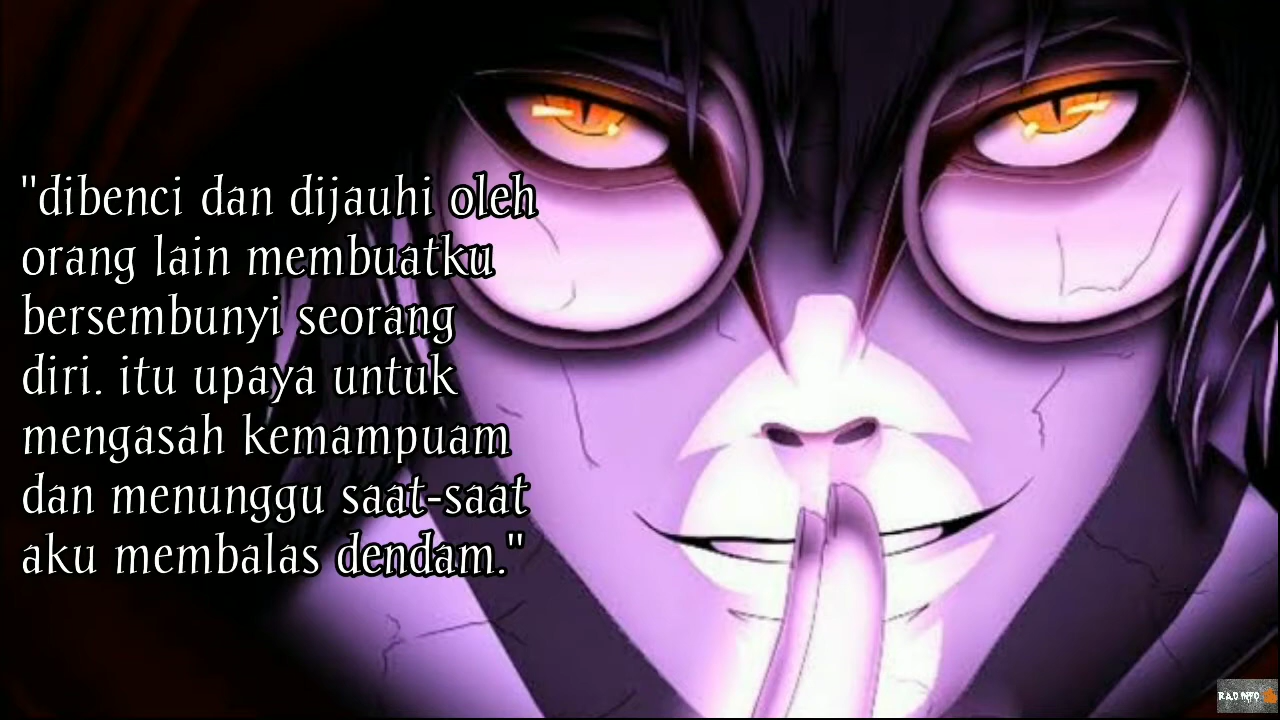 "dibenci dan dijauhi oleh
orang lain membuatku
bersembunyi seorang
diri. itu upaya untuk
mengasah kemampuam
dan menunggu saat-saat
aku membalas dendam."